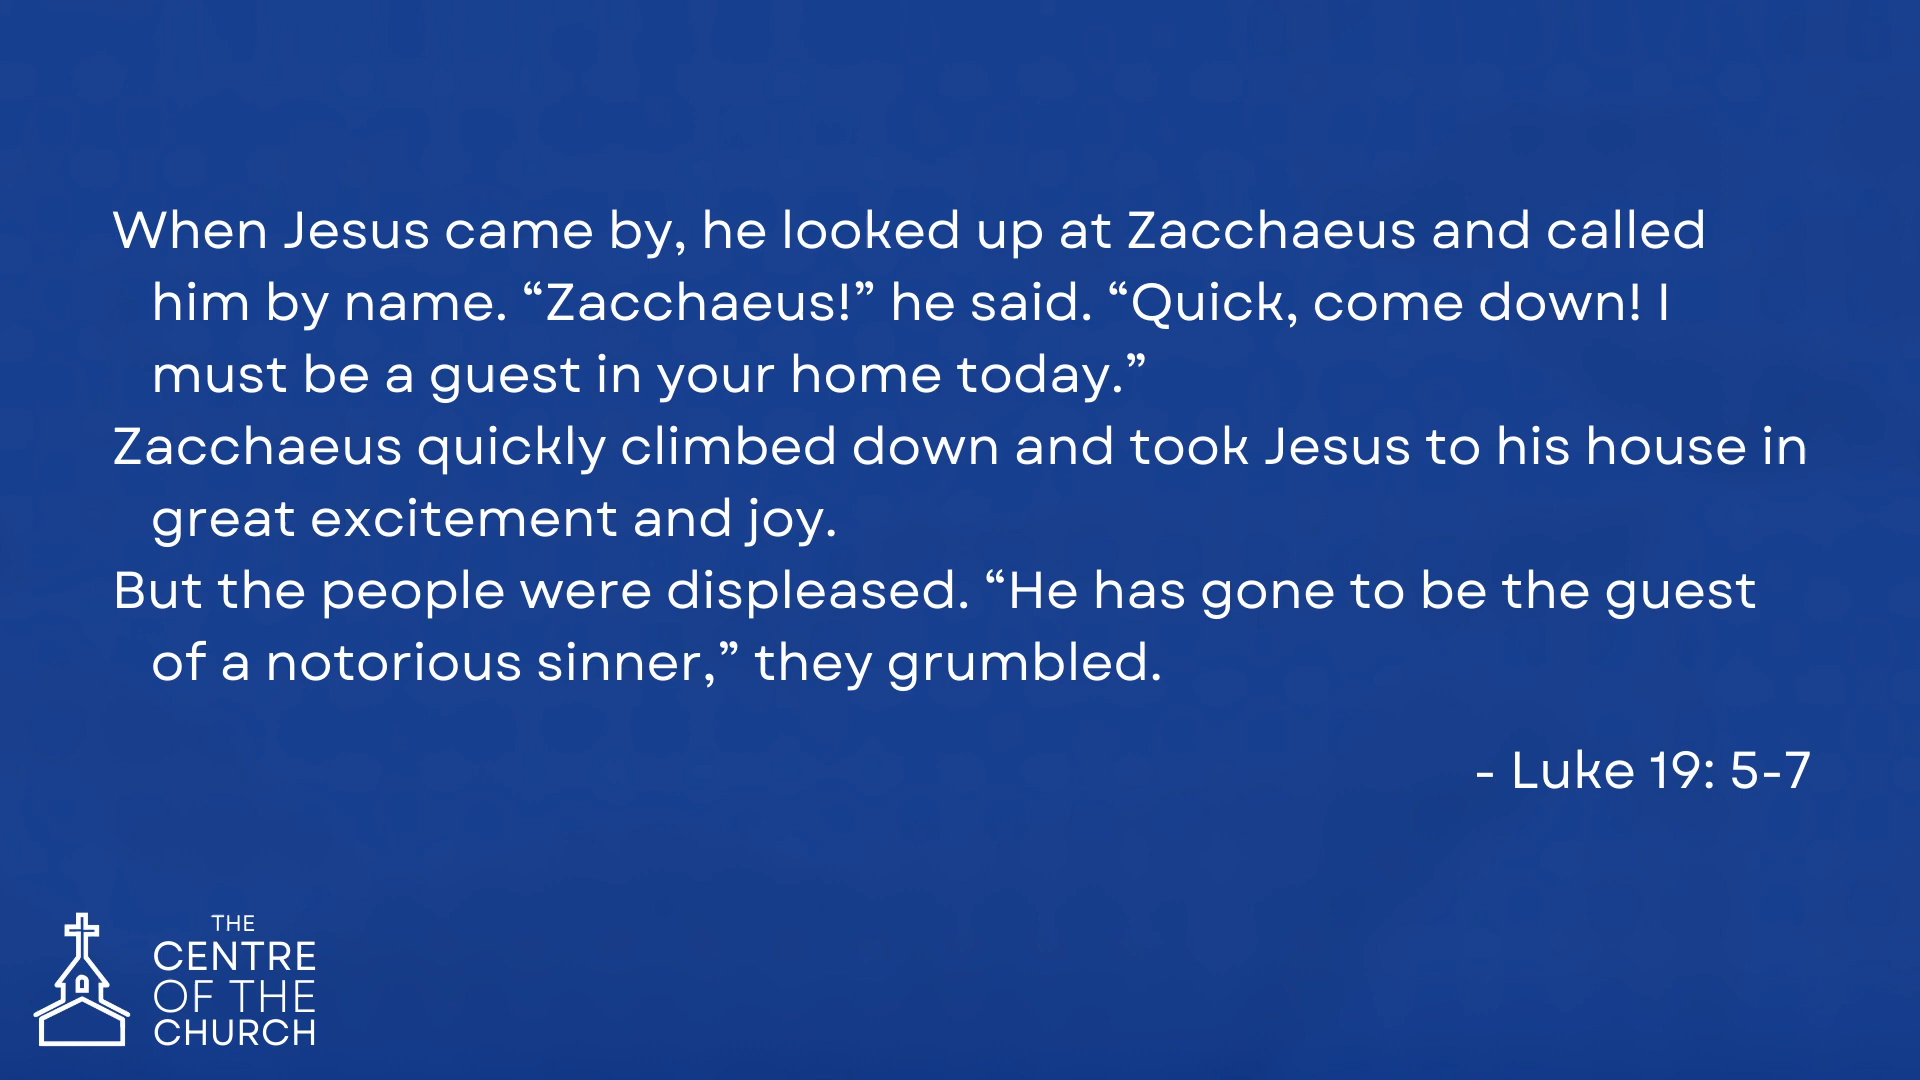 When Jesus came by, he looked up at Zacchaeus and called
him by name. “Zacchaeus!” he said. “Quick, come down! I
must be a guest in your home today.”
Zacchaeus quickly climbed down and took Jesus to his house in
great excitement and joy.
But the people were displeased. “He has gone to be the guest
of a notorious sinner,” they grumbled.
- Luke 19: 5-7
THE
CENTRE
OF THE
CHURCH